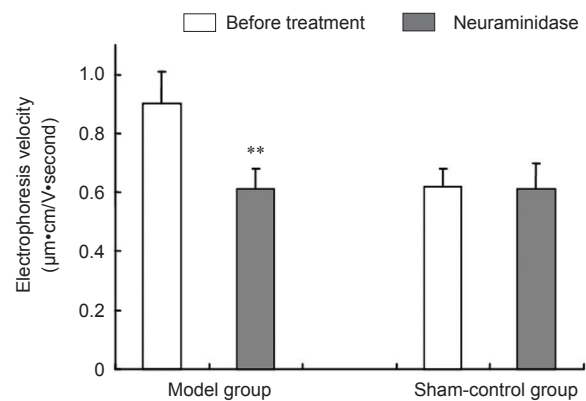 Before treatment Neuraminidase
Electrophoresis velocity
(µm•cm/V•second)
1.0
0.8
0.6
0.4
0.2
0
**
Model group Sham-control group